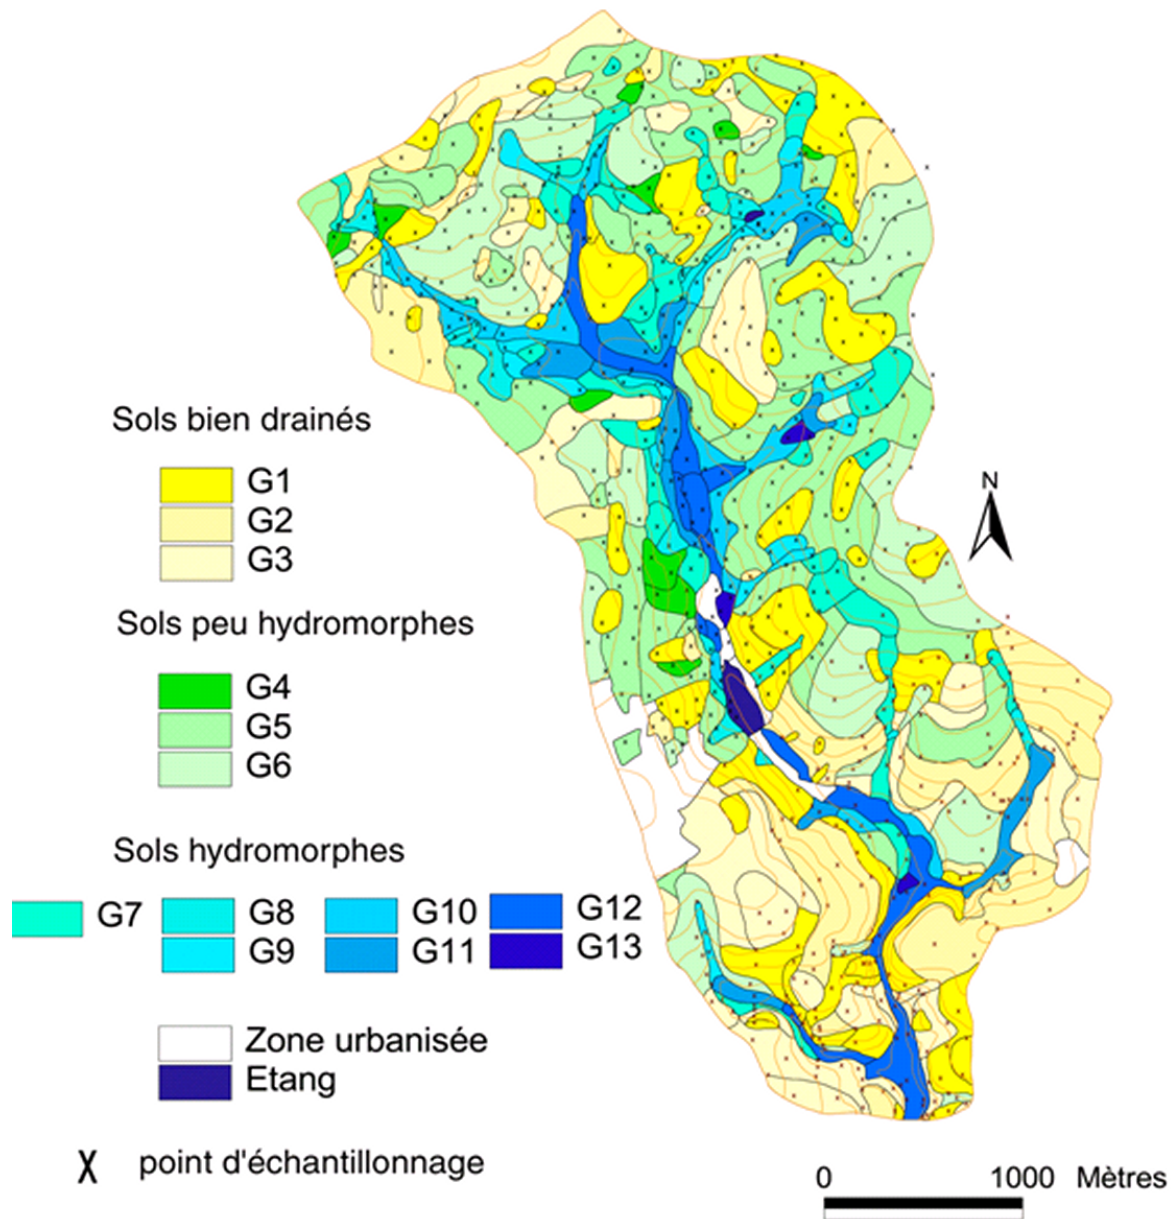 Sols bien drainés
G1
G2
G3
N
Sols peu hydromorphes
G4
G5
G6
Sols hydromorphes
G7 G8 G10 G12
G9 G11 G13
Zone urbanisée
Etang
X point d'échantillonnage
0 1000 Mètres